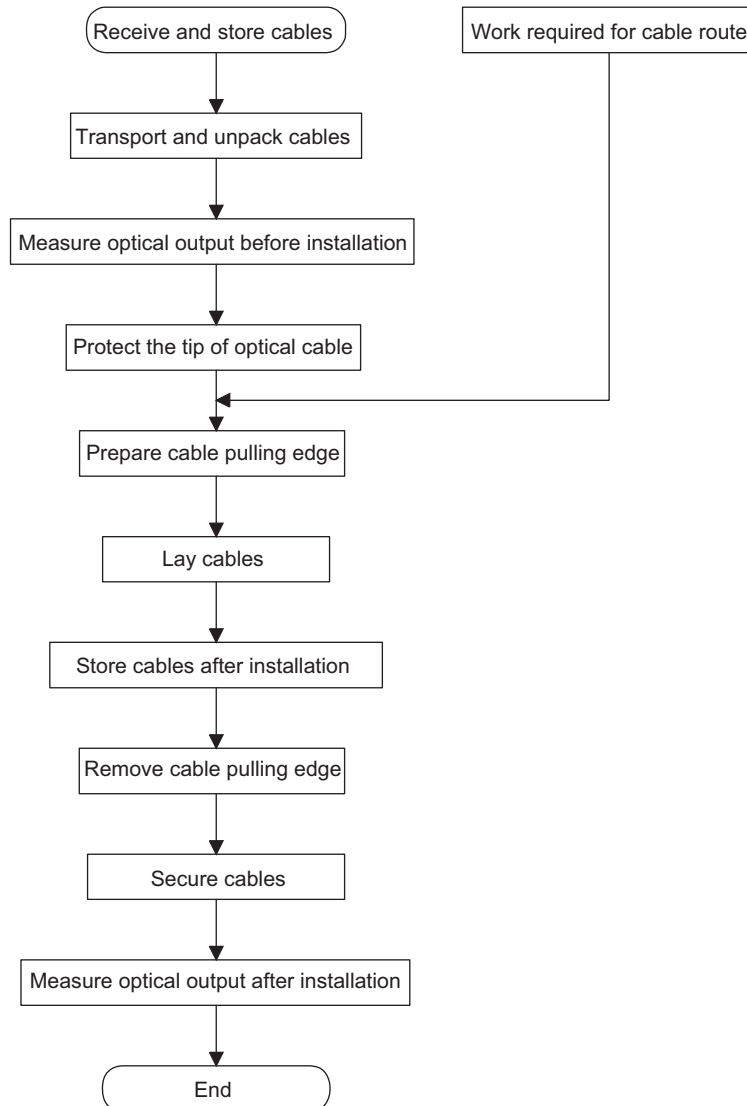 Receive and store cables
Work required for cable route
Transport and unpack cables
Measure optical output before installation
Protect the tip of optical cable
Prepare cable pulling edge
Lay cables
Store cables after installation
Remove cable pulling edge
Secure cables
Measure optical output after installation
End